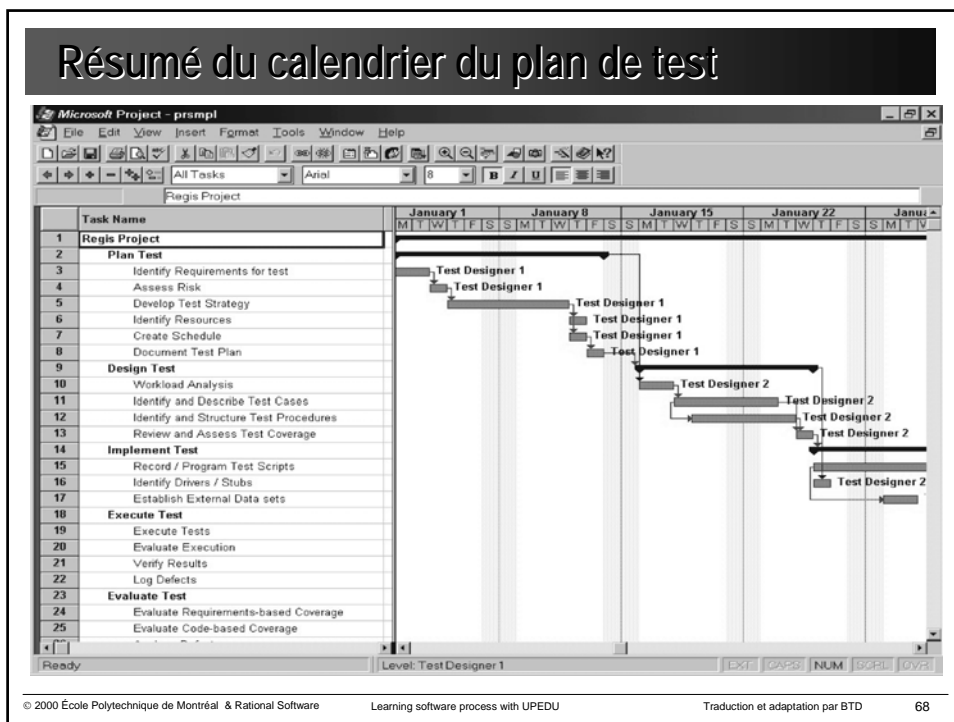 Résumé du calendrier du plan de test
Microsoft Project - prsmpl
File Edit View Insert Format Tools Window Help
All Tasks Arial 8 B I U
Regis Project
Task Name January 1 January 8 January 15 January 22
M T W T F S S M T W T F S S M T W T F S S M T W T F S S M T
1 Regis Project
2 Plan Test
3 Identify Requirements for test Test Designer 1
4 Assess Risk Test Designer 1
5 Develop Test Strategy Test Designer 1
6 Identify Resources Test Designer 1
7 Create Schedule Test Designer 1
8 Document Test Plan Test Designer 1
9 Design Test
10 Workload Analysis Test Designer 2
11 Identify and Describe Test Cases Test Designer 2
12 Identify and Structure Test Procedures Test Designer 2
13 Review and Assess Test Coverage Test Designer 2
14 Implement Test
15 Record / Program Test Scripts
16 Identify Drivers / Stubs Test Designer 2
17 Establish External Data sets
18 Execute Test
19 Execute Tests
20 Evaluate Execution
21 Verify Results
22 Log Defects
23 Evaluate Test
24 Evaluate Requirements-based Coverage
25 Evaluate Code-based Coverage
Ready Level: Test Designer 1 EXT CAPS NUM SCRL OVR
© 2000 École Polytechnique de Montréal & Rational Software Learning software process with UPEDU Traduction et adaptation par BTD 68